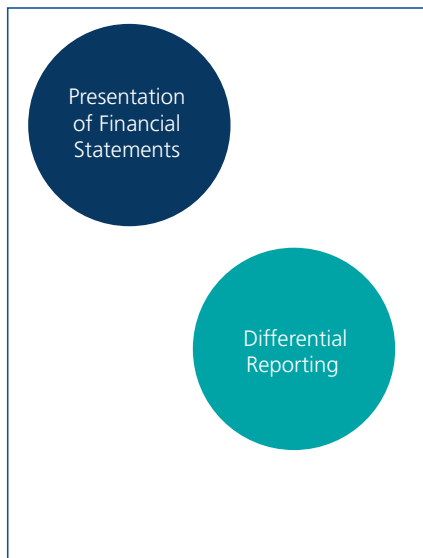 Presentation
of Financial
Statements
Differential
Reporting